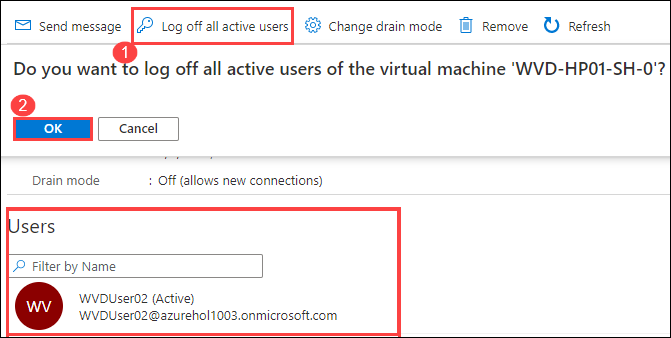 Send message Log off all active users Change drain mode Remove Refresh
1
Do you want to log off all active users of the virtual machine 'WVD-HP01-SH-0'?
2
OK Cancel
Drain mode : Off (allows new connections)
Users
Filter by Name
WV
WVDUser02 (Active)
WVDUser02@azurehol1003.onmicrosoft.com